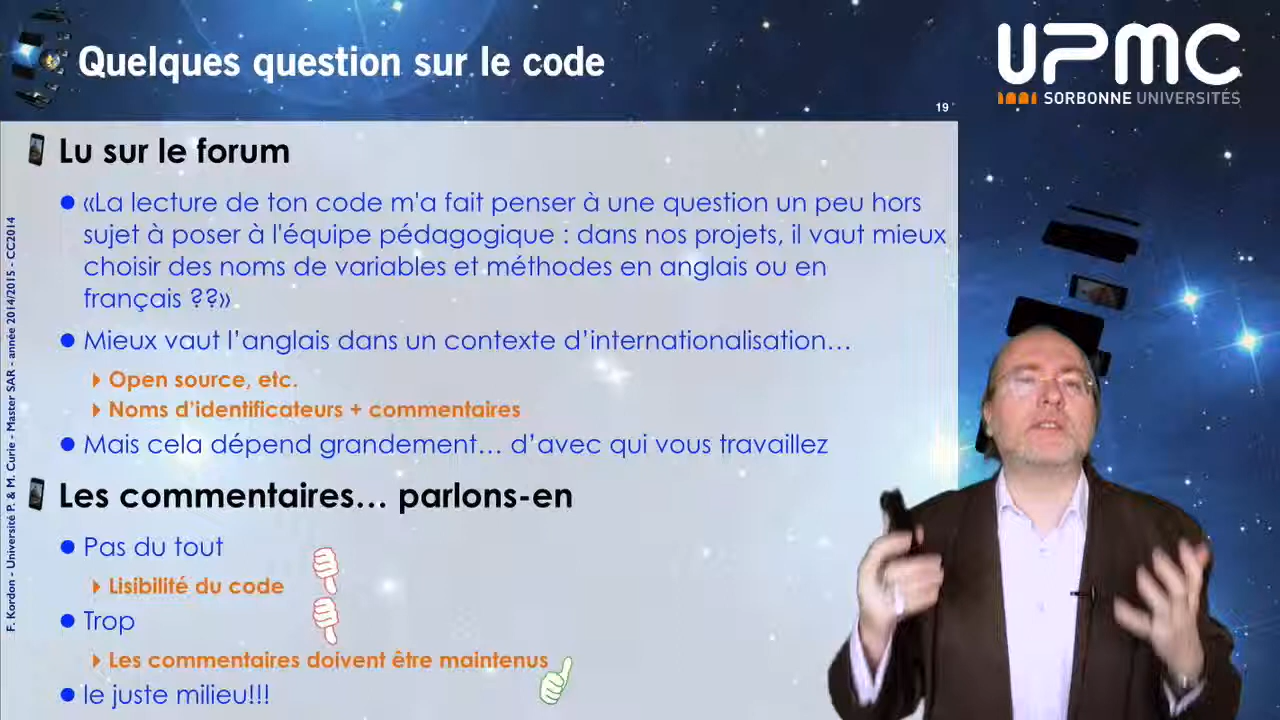 Quelques question sur le code
UPMC
SORBONNE UNIVERSITÉS
19
Lu sur le forum
«La lecture de ton code m'a fait penser à une question un peu hors
sujet à poser à l'équipe pédagogique : dans nos projets, il vaut mieux
choisir des noms de variables et méthodes en anglais ou en
français ??»
Mieux vaut l’anglais dans un contexte d’internationalisation…
Open source, etc.
Noms d’identificateurs + commentaires
Mais cela dépend grandement… d’avec qui vous travaillez
Les commentaires… parlons-en
Pas du tout
Lisibilité du code
Trop
Les commentaires doivent être maintenus
le juste milieu!!!
F. Kordon - Université P. & M. Curie - Master SAR - année 2014/2015 - CC2014